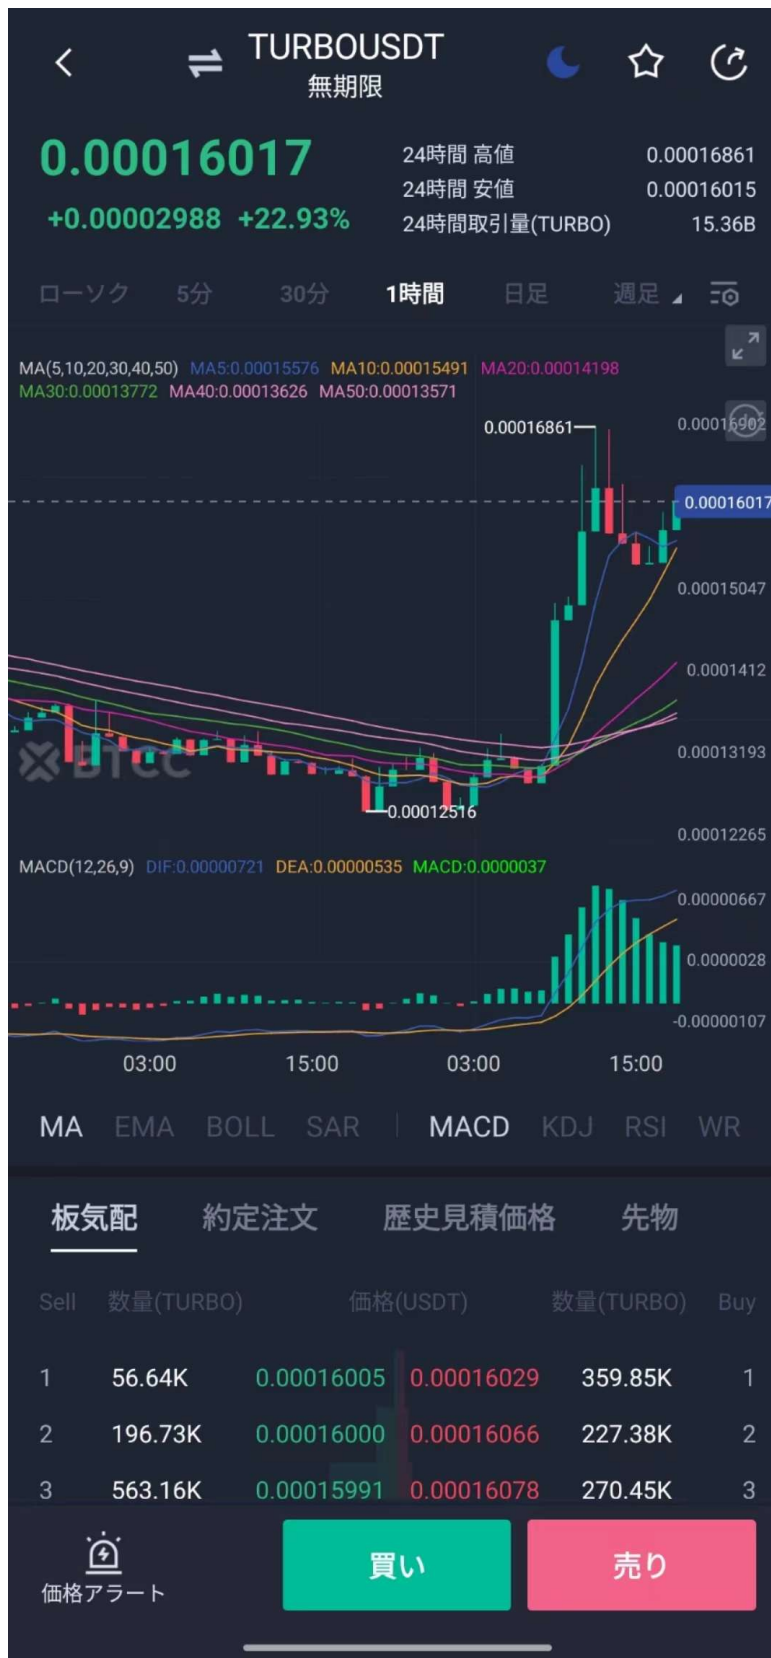 TURBOUSDT
無期限
0.00016017
+0.00002988 +22.93%
24時間 高値 0.00016861
24時間 安値 0.00016015
24時間取引量(TURBO) 15.36B
ローソク 5分 30分 1時間 日足 週足
MA(5,10,20,30,40,50) MA5:0.00015576 MA10:0.00015491 MA20:0.00014198
MA30:0.00013772 MA40:0.00013626 MA50:0.00013571
0.00016861
0.00016902
0.00016017
0.00015047
0.0001412
0.00013193
BTCC
0.00012516
0.00012265
MACD(12,26,9) DIF:0.00000721 DEA:0.00000535 MACD:0.0000037
0.00000667
0.0000028
-0.00000107
03:00 15:00 03:00 15:00
MA EMA BOLL SAR MACD KDJ RSI WR
板気配 約定注文 歴史見積価格 先物
Sell 数量(TURBO) 価格(USDT) 数量(TURBO) Buy
1 56.64K 0.00016005 0.00016029 359.85K 1
2 196.73K 0.00016000 0.00016066 227.38K 2
3 563.16K 0.00015991 0.00016078 270.45K 3
価格アラート 買い 売り